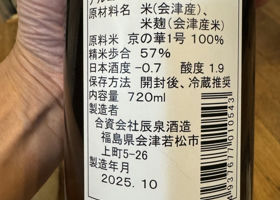 原材料名 米(会津産)、
米麹(会津産米)
原料米 京の華1号 100%
精米歩合 57%
日本酒度 -0.7 酸度 1.9
保存方法 開封後、冷蔵推奨
内容量 720ml
製造者
合資会社辰泉酒造
福島県会津若松市
上町5-26
製造年月
2025. 10